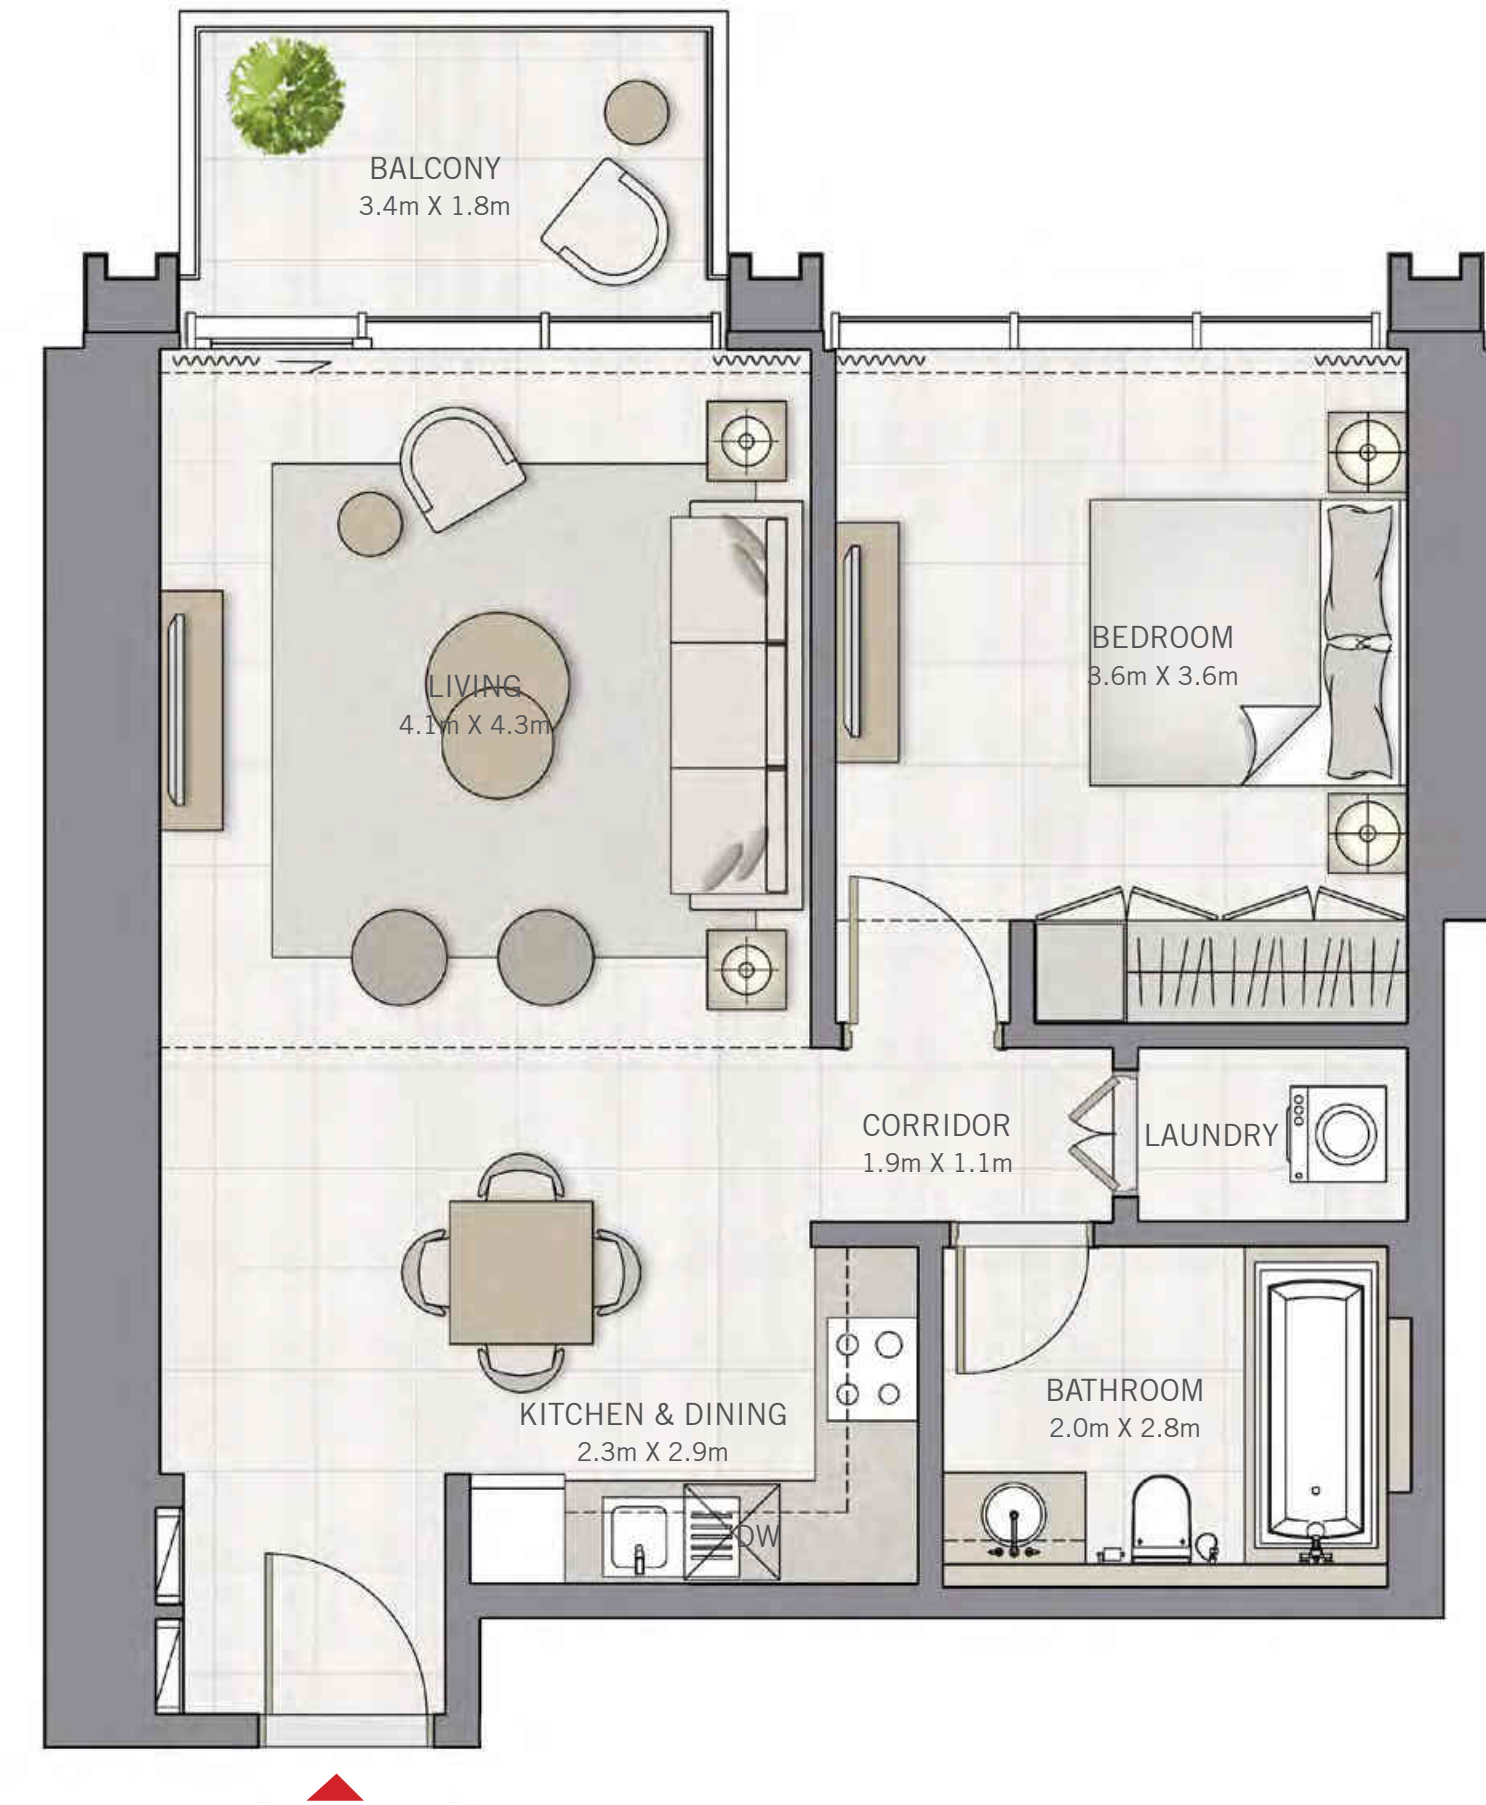 BALCONY
3.4m X 1.8m
BEDROOM
3.6m X 3.6m
LIVING
4.1m X 4.3m
CORRIDOR
1.9m X 1.1m
LAUNDRY
BATHROOM
2.0m X 2.8m
KITCHEN & DINING
2.3m X 2.9m
DW